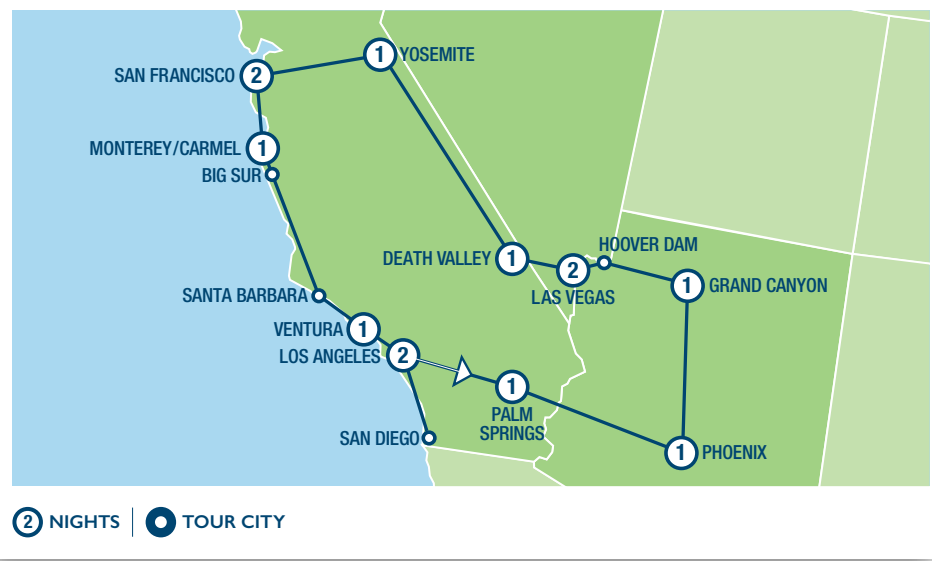 1 YOSEMITE
SAN FRANCISCO 2
MONTEREY/CARMEL 1
BIG SUR
HOOVER DAM
DEATH VALLEY 1
2
LAS VEGAS
1 GRAND CANYON
SANTA BARBARA
VENTURA 1
LOS ANGELES 2
1
PALM
SPRINGS
SAN DIEGO
1 PHOENIX
2 NIGHTS
TOUR CITY